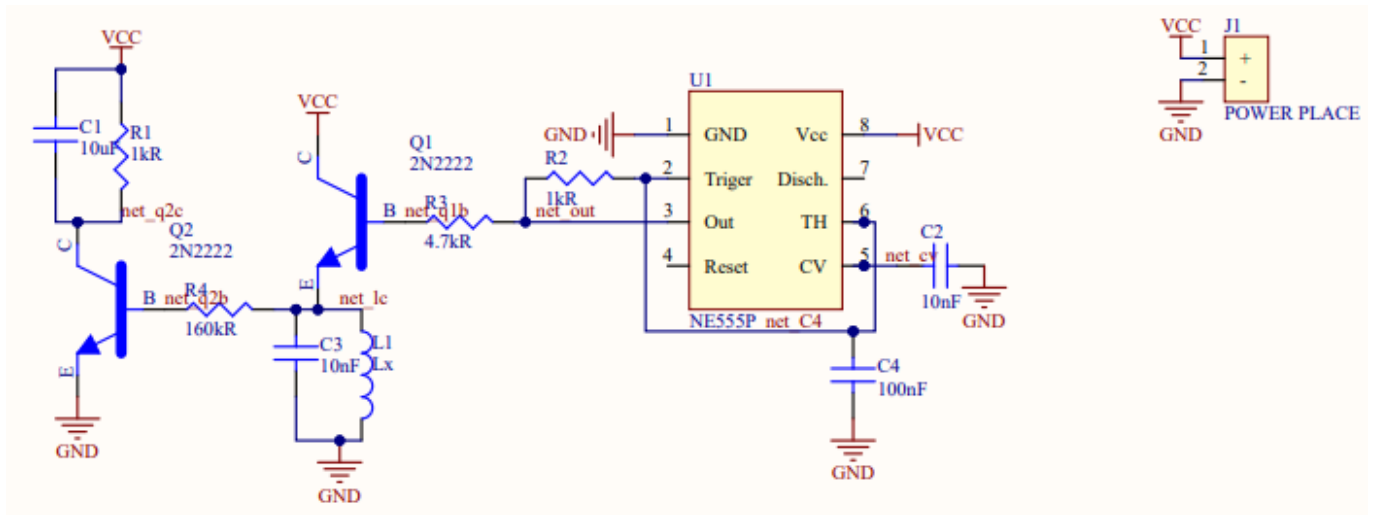 VCC
C1
10uF
R1
1kR
net_q2c
Q2
2N2222
C
B
E
net_q2b
R4
160kR
GND
VCC
C
Q1
2N2222
B
E
net_q1b
R3
4.7kR
net_lc
C3
10nF
L1
Lx
GND
R2
1kR
net_out
U1
GND
1
GND
Vcc
8
VCC
2
Triger
Disch.
7
3
Out
TH
6
4
Reset
CV
5
NE555P
net_C4
net_cv
C2
10nF
GND
C4
100nF
GND
VCC
J1
1
+
2
-
GND
POWER PLACE